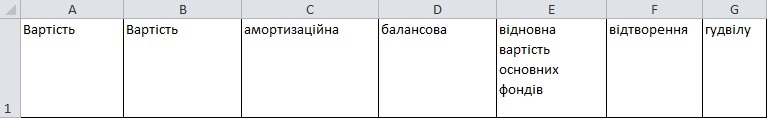 A B C D E F G
1 Вартість Вартість амортизаційна балансова відновна відтворення гудвілу
вартість
основних
фондів